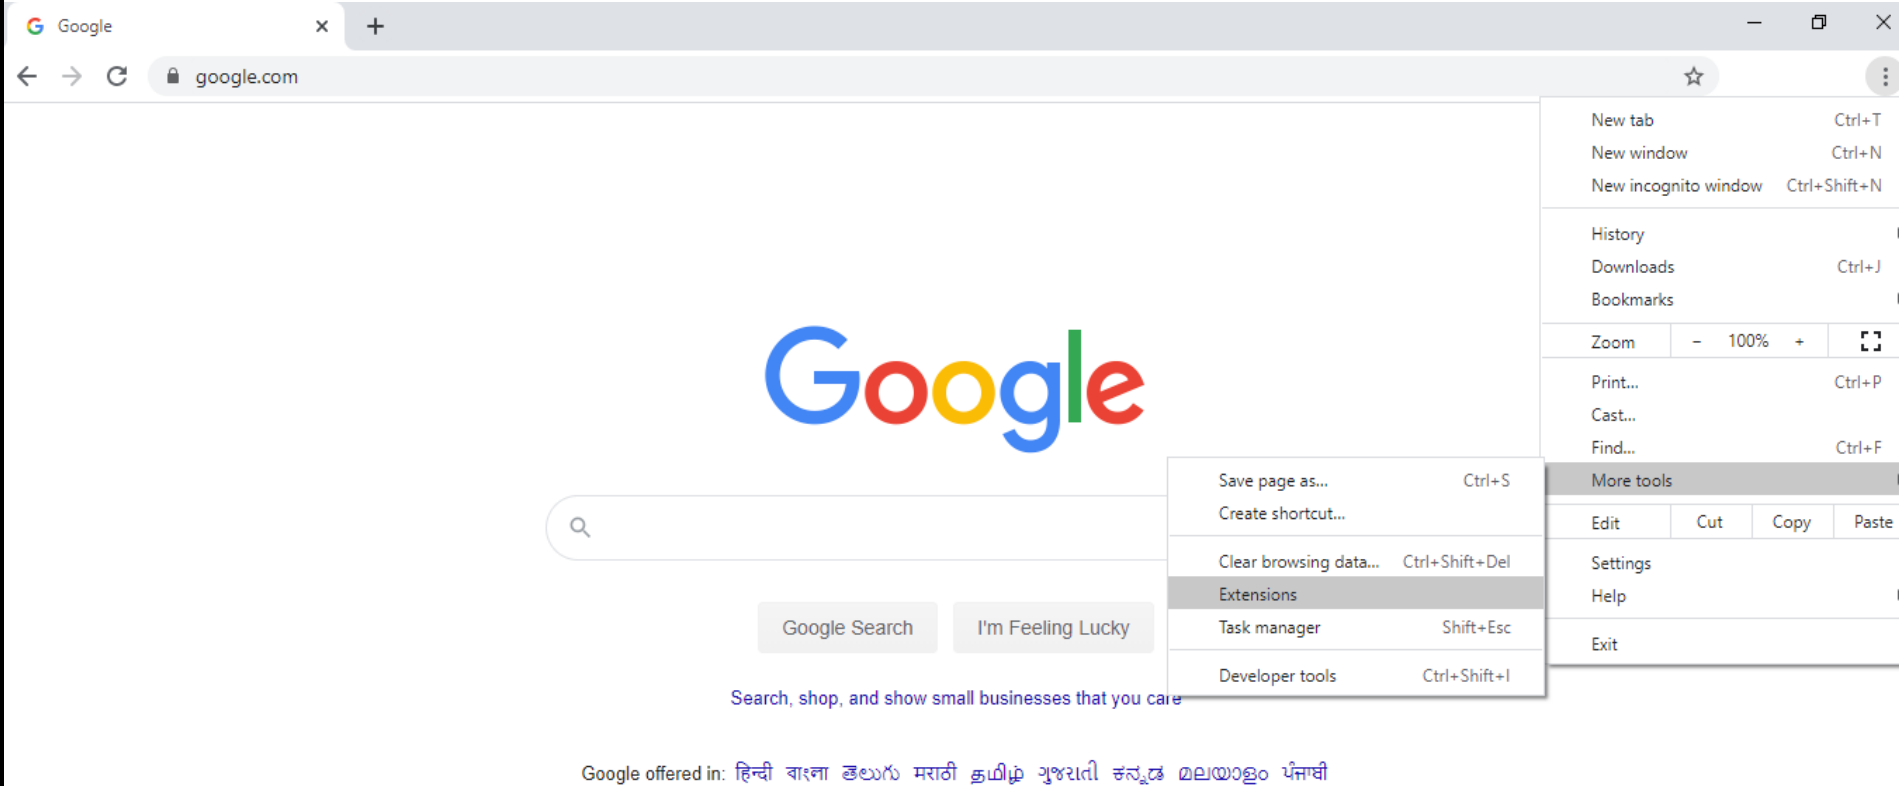 Google
google.com
New tab Ctrl+T
New window Ctrl+N
New incognito window Ctrl+Shift+N
History
Downloads Ctrl+J
Bookmarks
Zoom - 100% +
Print... Ctrl+P
Cast...
Find... Ctrl+F
More tools
Edit Cut Copy Paste
Settings
Help
Exit
Save page as... Ctrl+S
Create shortcut...
Clear browsing data... Ctrl+Shift+Del
Extensions
Task manager Shift+Esc
Developer tools Ctrl+Shift+I
Google
Google Search I'm Feeling Lucky
Search, shop, and show small businesses that you care
Google offered in: हिन्दी বাংলা తెలుగు मराठी தமிழ் ગુજરાતી ಕನ್ನಡ മലയാളം ਪੰਜਾਬੀ